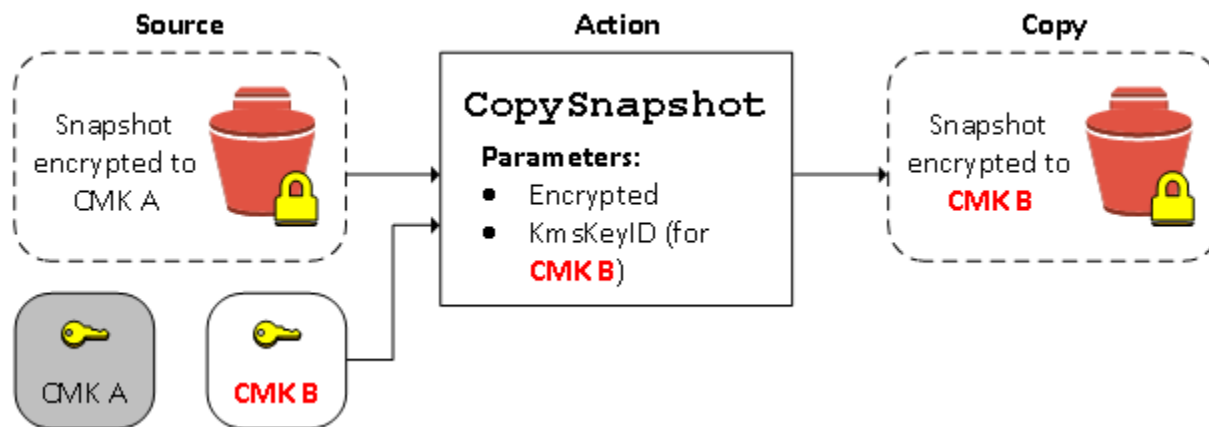 Source
Snapshot
encrypted to
CMK A
CMK A
CMK B
Action
CopySnapshot
Parameters:
● Encrypted
● KmsKeyID (for
CMK B)
Copy
Snapshot
encrypted to
CMK B